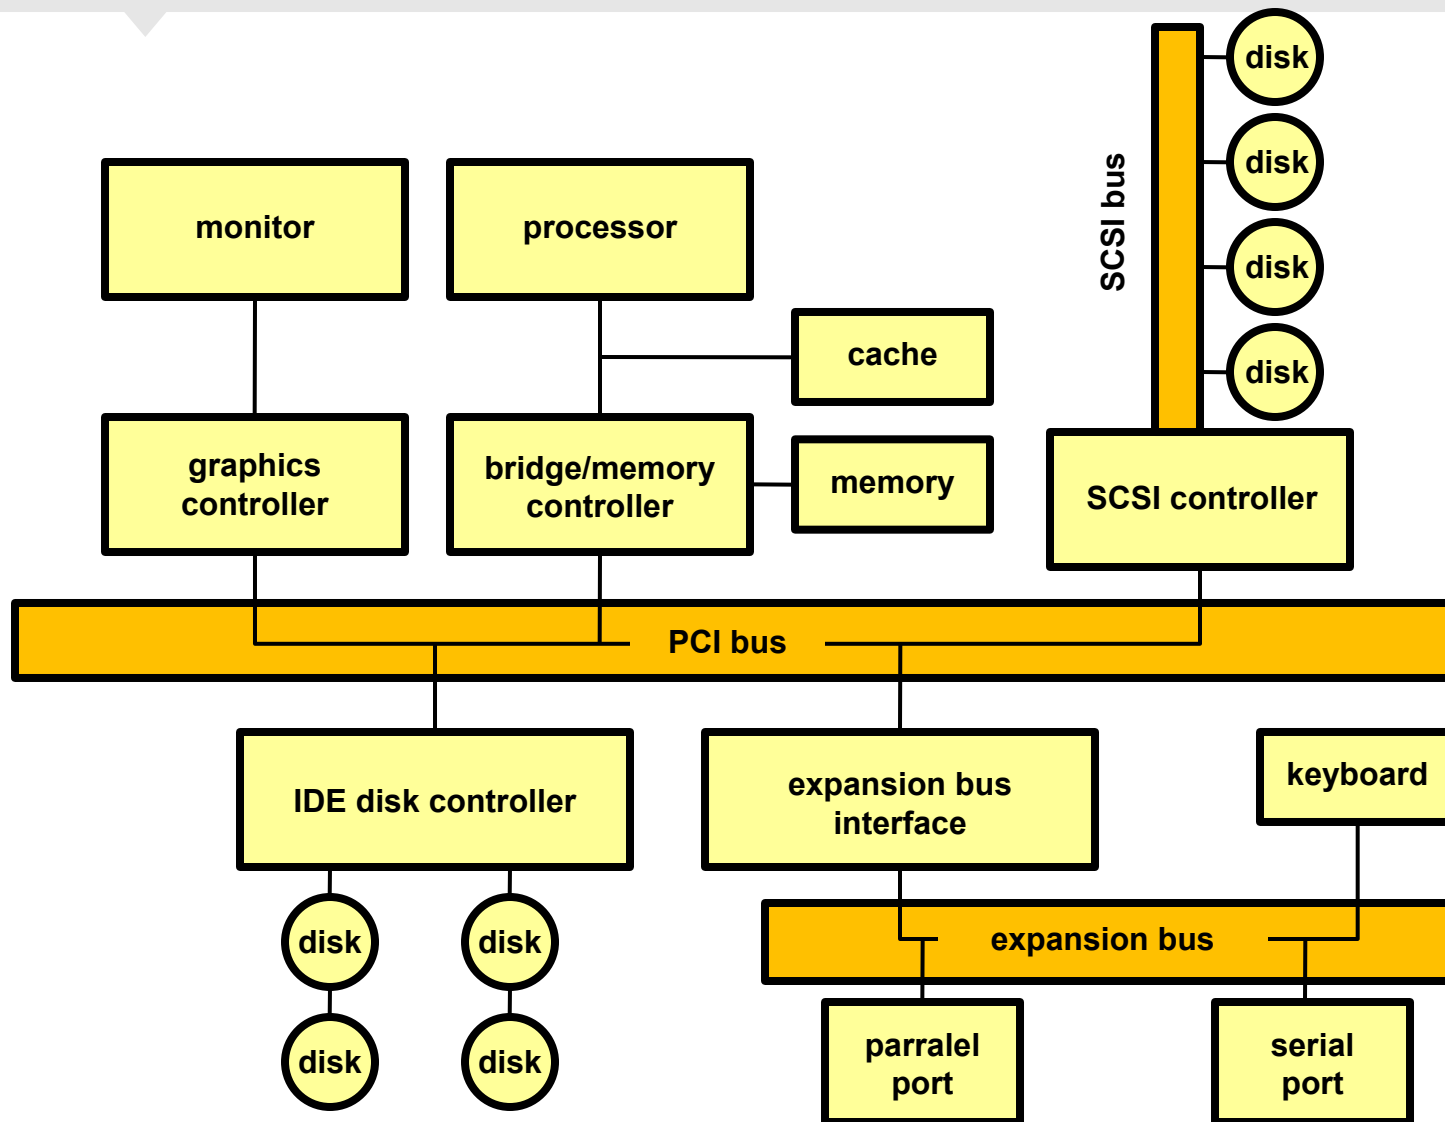 disk
disk
SCSI bus
monitor
processor
disk
cache
disk
graphics
controller
bridge/memory
controller
memory
SCSI controller
PCI bus
IDE disk controller
expansion bus
interface
keyboard
disk
disk
expansion bus
disk
disk
parralel
port
serial
port